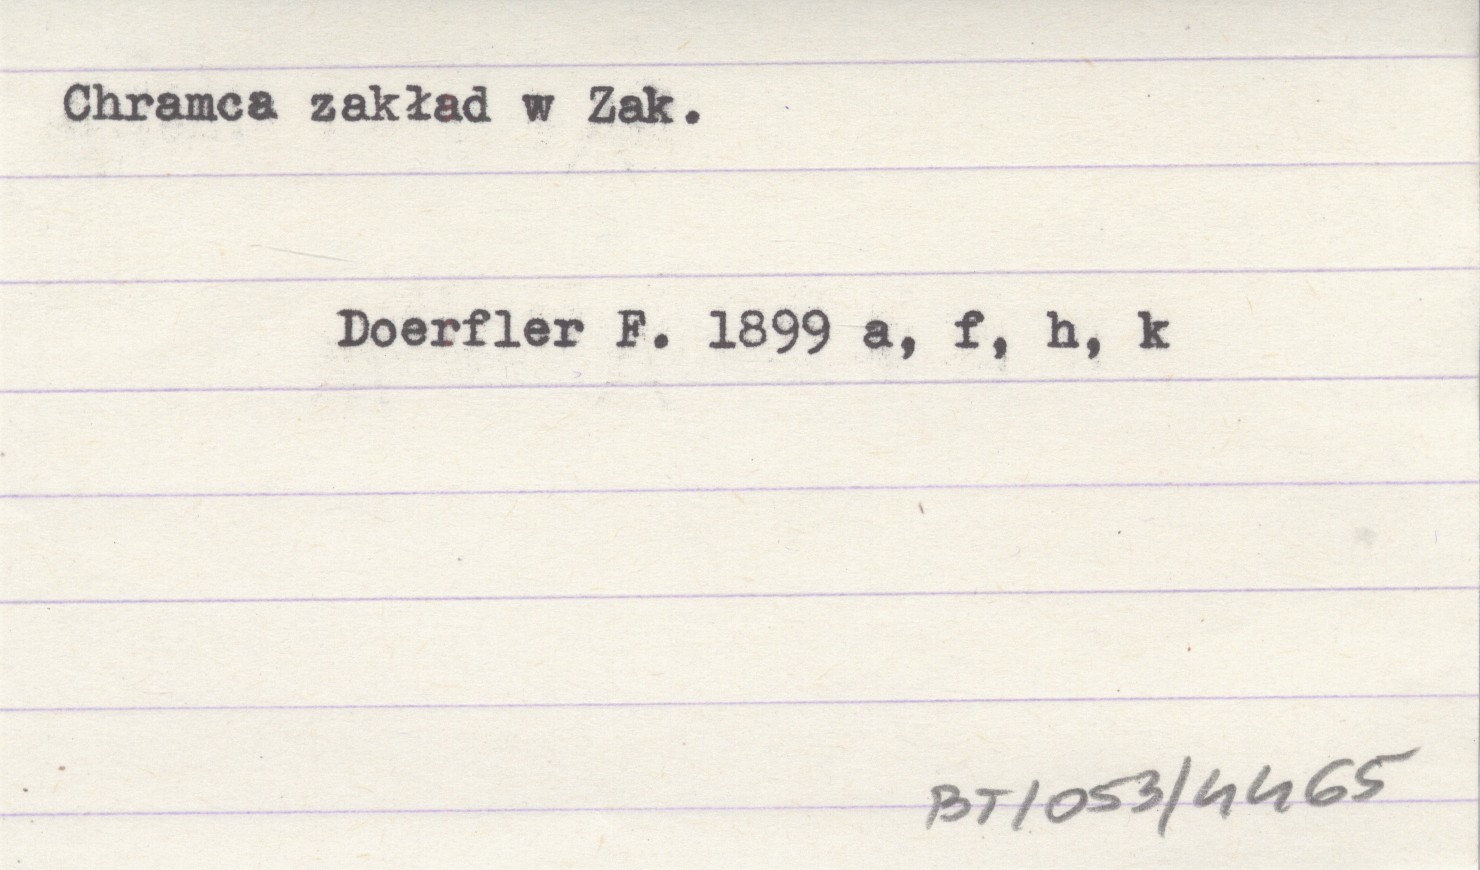 Chramca zakład w Zak.
Doerfler F. 1899 a, f, h, k
BT/053/4465